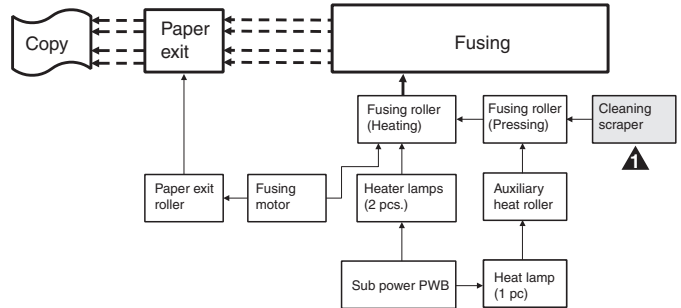 Copy
Paper
exit
Fusing
Fusing roller
(Heating)
Fusing roller
(Pressing)
Cleaning
scraper
1
Paper exit
roller
Fusing
motor
Heater lamps
(2 pcs.)
Auxiliary
heat roller
Sub power PWB
Heat lamp
(1 pc)